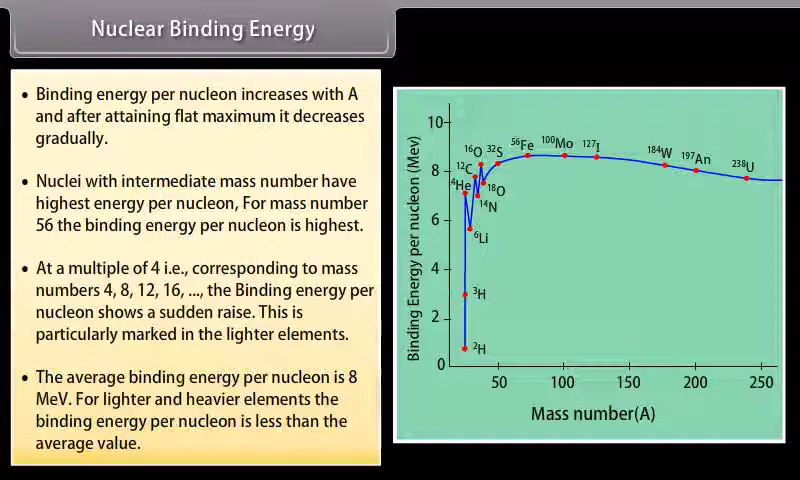 Nuclear Binding Energy
• Binding energy per nucleon increases with A
and after attaining flat maximum it decreases
gradually.
• Nuclei with intermediate mass number have
highest energy per nucleon, For mass number
56 the binding energy per nucleon is highest.
• At a multiple of 4 i.e., corresponding to mass
numbers 4, 8, 12, 16, ..., the Binding energy per
nucleon shows a sudden raise. This is
particularly marked in the lighter elements.
• The average binding energy per nucleon is 8
MeV. For lighter and heavier elements the
binding energy per nucleon is less than the
average value.
Binding Energy per nucleon (Mev)
10
8
6
4
2
0
¹⁶O ³²S ⁵⁶Fe ¹⁰⁰Mo ¹²⁷I ¹⁸⁴W ¹⁹⁷An ²³⁸U
¹²C
⁴He ¹⁸O
¹⁴N
⁶Li
³H
²H
50 100 150 200 250
Mass number(A)